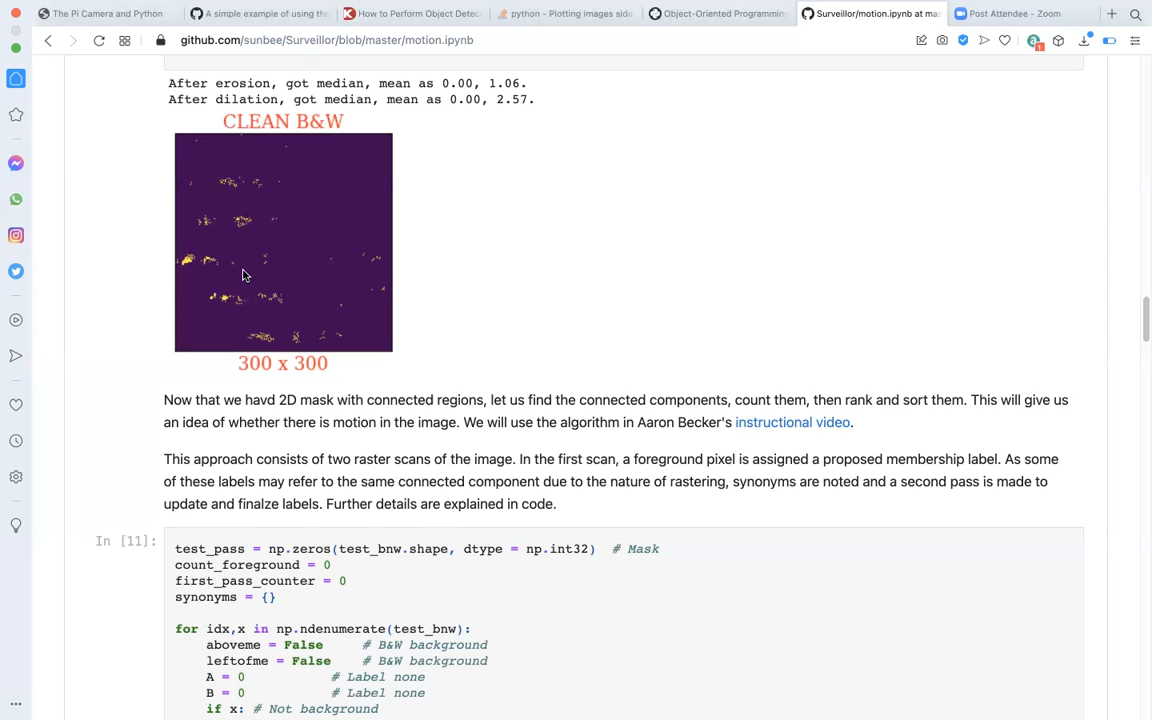 The Pi Camera and Python
A simple example of using the
How to Perform Object Detec
python - Plotting images side
Object-Oriented Programming
Surveillor/motion.ipynb at mas
Post Attendee - Zoom
github.com/sunbee/Surveillor/blob/master/motion.ipynb
After erosion, got median, mean as 0.00, 1.06.
After dilation, got median, mean as 0.00, 2.57.
CLEAN B&W
300 x 300
Now that we havd 2D mask with connected regions, let us find the connected components, count them, then rank and sort them. This will give us
an idea of whether there is motion in the image. We will use the algorithm in Aaron Becker's instructional video.
This approach consists of two raster scans of the image. In the first scan, a foreground pixel is assigned a proposed membership label. As some
of these labels may refer to the same connected component due to the nature of rastering, synonyms are noted and a second pass is made to
update and finalze labels. Further details are explained in code.
In [11]:
test_pass = np.zeros(test_bnw.shape, dtype = np.int32)  # Mask
count_foreground = 0
first_pass_counter = 0
synonyms = {}
for idx,x in np.ndenumerate(test_bnw):
    aboveme = False    # B&W background
    leftofme = False   # B&W background
    A = 0          # Label none
    B = 0          # Label none
    if x: # Not background